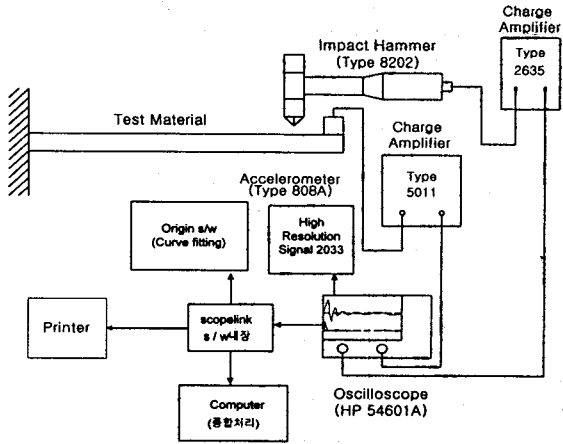 Charge
Amplifier
Type
2635
Impact Hammer
(Type 8202)
Test Material
Charge
Amplifier
Type
5011
Accelerometer
(Type 808A)
Origin s/w
(Curve fitting)
High
Resolution
Signal 2033
Printer
scopelink
s / w내장
Computer
(종합처리)
Oscilloscope
(HP 54601A)